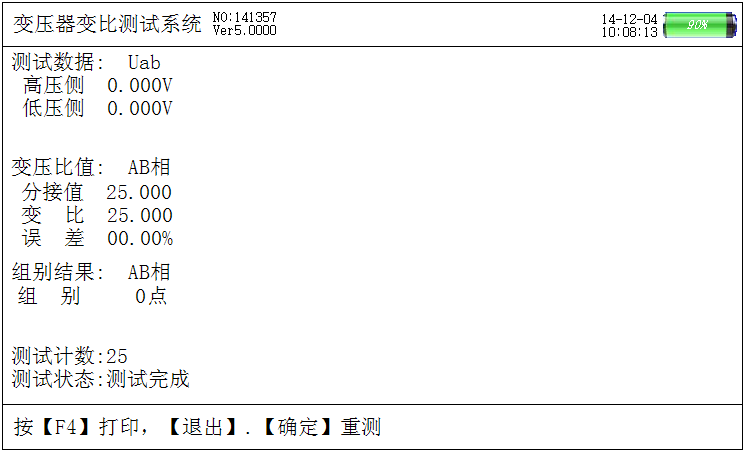 变压器变比测试系统 NO:141357 14-12-04
Ver5.0000 10:08:13 90%
测试数据: Uab
高压侧 0.000V
低压侧 0.000V
变压比值: AB相
分接值 25.000
变 比 25.000
误 差 00.00%
组别结果: AB相
组 别 0点
测试计数:25
测试状态:测试完成
按【F4】打印,【退出】.【确定】重测